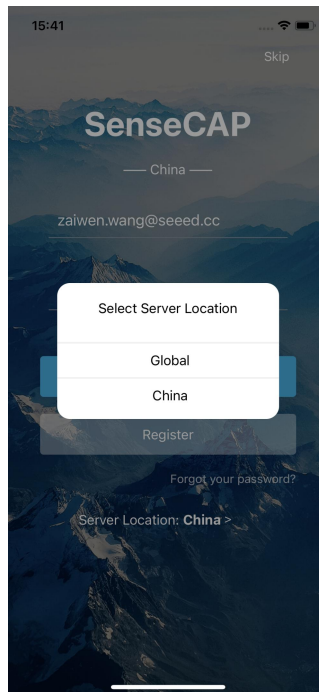 15:41
Skip
SenseCAP
China
zaiwen.wang@seeed.cc
Select Server Location
Global
China
Register
Forgot your password?
Server Location: China >